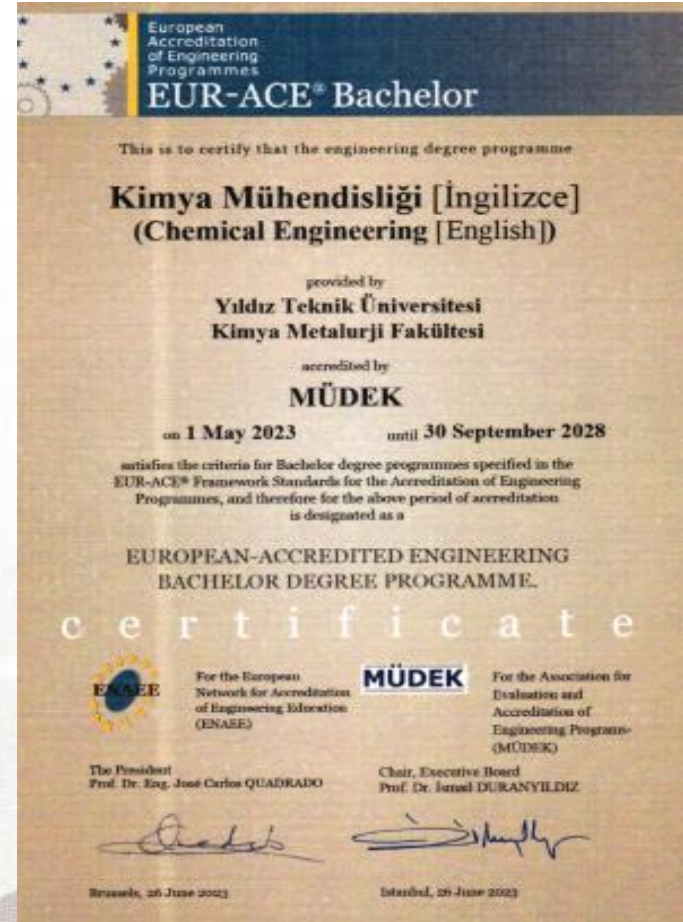 European
Accreditation
of Engineering
Programmes
EUR-ACE® Bachelor
This is to certify that the engineering degree programme
Kimya Mühendisliği [İngilizce]
(Chemical Engineering [English])
provided by
Yıldız Teknik Üniversitesi
Kimya Metalurji Fakültesi
accredited by
MÜDEK
on 1 May 2023 until 30 September 2028
satisfies the criteria for Bachelor degree programmes specified in the
EUR-ACE® Framework Standards for the Accreditation of Engineering
Programmes, and therefore for the above period of accreditation
is designated as a
EUROPEAN-ACCREDITED ENGINEERING
BACHELOR DEGREE PROGRAMME.
certificate
ENAEE
For the European
Network for Accreditation
of Engineering Education
(ENAEE)
MÜDEK
For the Association for
Evaluation and
Accreditation of
Engineering Programs-
(MÜDEK)
The President
Prof. Dr. Eng. José Carlos QUADRADO
Chair, Executive Board
Prof. Dr. İsmail DURANYILDIZ
Brussels, 26 June 2023
Istanbul, 26 June 2023